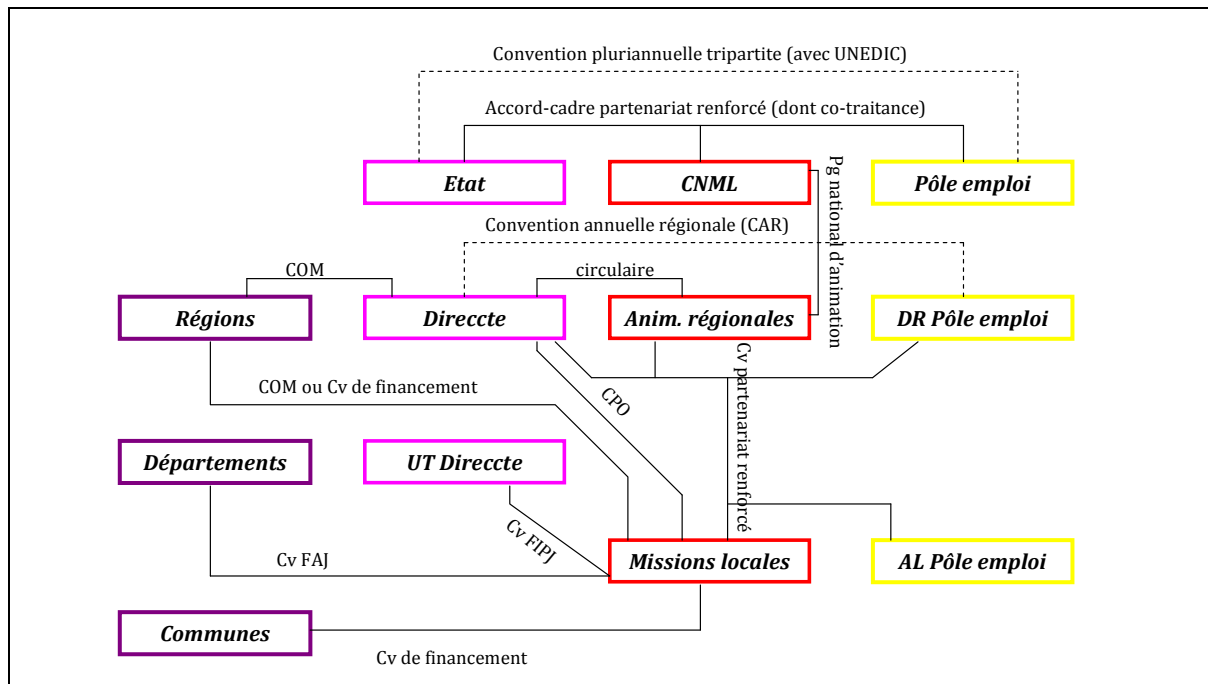 Convention pluriannuelle tripartite (avec UNEDIC)
Accord-cadre partenariat renforcé (dont co-traitance)
Etat
CNML
Pôle emploi
Pg national d'animation
Convention annuelle régionale (CAR)
COM
circulaire
Régions
Direccte
Anim. régionales
DR Pôle emploi
COM ou Cv de financement
CPO
Cv partenariat renforcé
Départements
UT Direccte
Cv FIPJ
Cv FAJ
Missions locales
AL Pôle emploi
Communes
Cv de financement